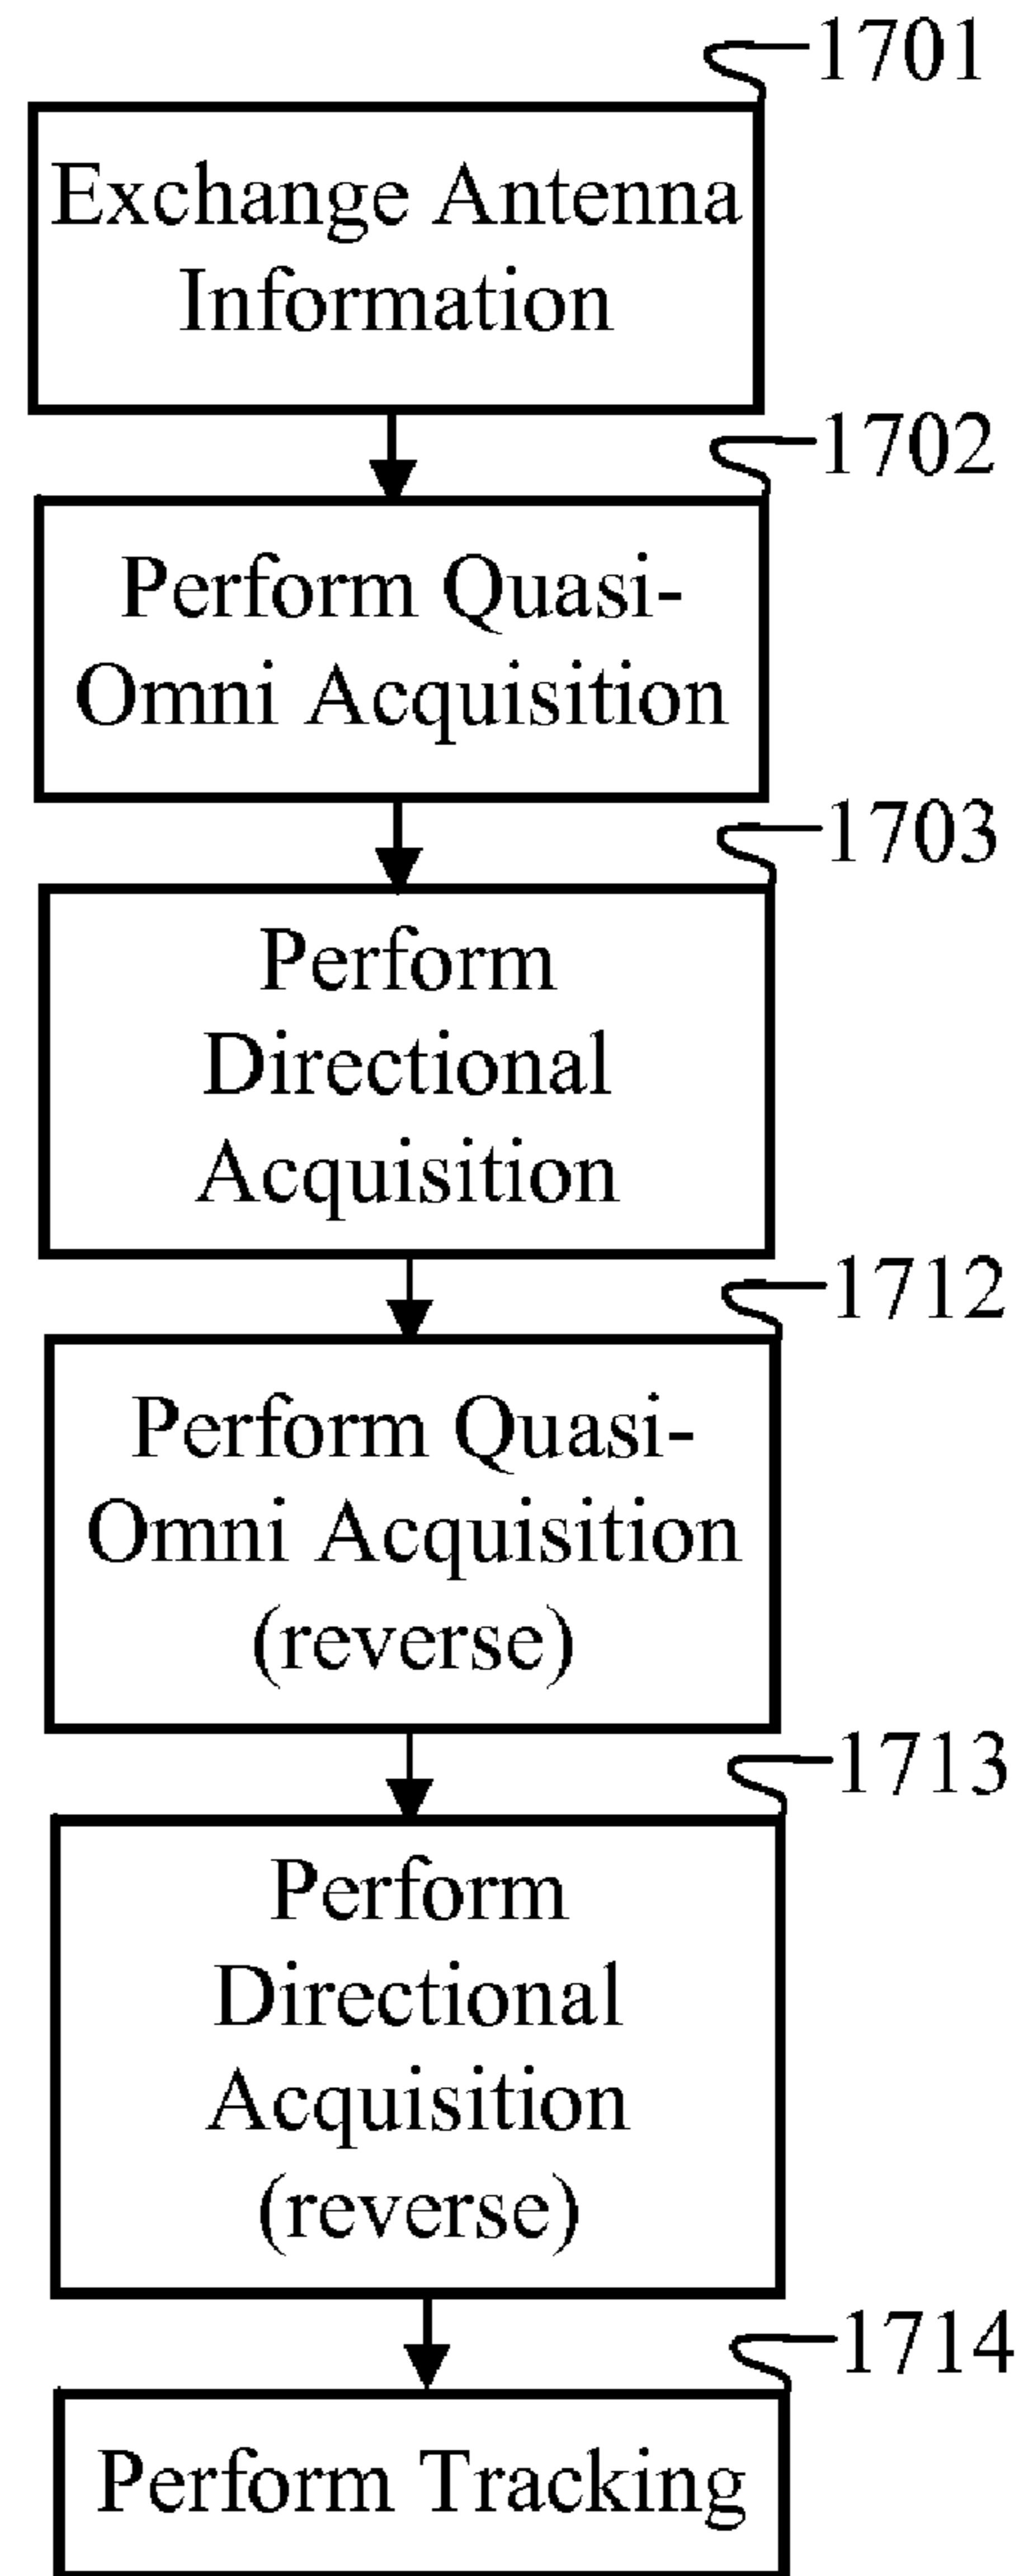 1701
Exchange Antenna
Information
1702
Perform Quasi-
Omni Acquisition
1703
Perform
Directional
Acquisition
1712
Perform Quasi-
Omni Acquisition
(reverse)
1713
Perform
Directional
Acquisition
(reverse)
1714
Perform Tracking